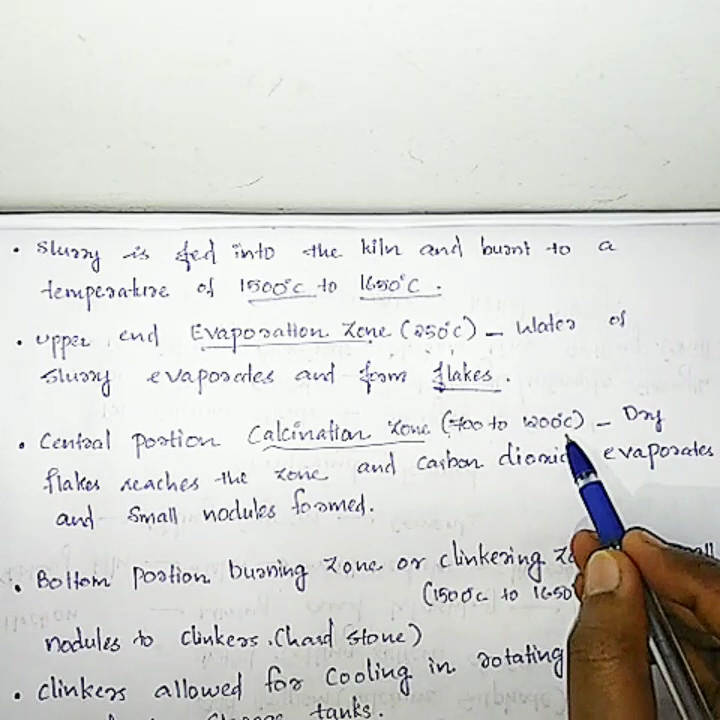 • Slurry is fed into the kiln and burnt to a
temperature of 1500°C to 1650°C.
• upper end Evaporation Zone (250°C) – Water of
slurry evaporates and form flakes.
• Central portion Calcination zone (700 to 1200°C) – Dry
flakes reaches the zone and carbon evaporates
and small nodules formed.
• Bottom portion burning zone or clinkering
(1500°C to 1650
nodules to clinkers. (hard stone)
• clinkers allowed for cooling in rotating
tanks.